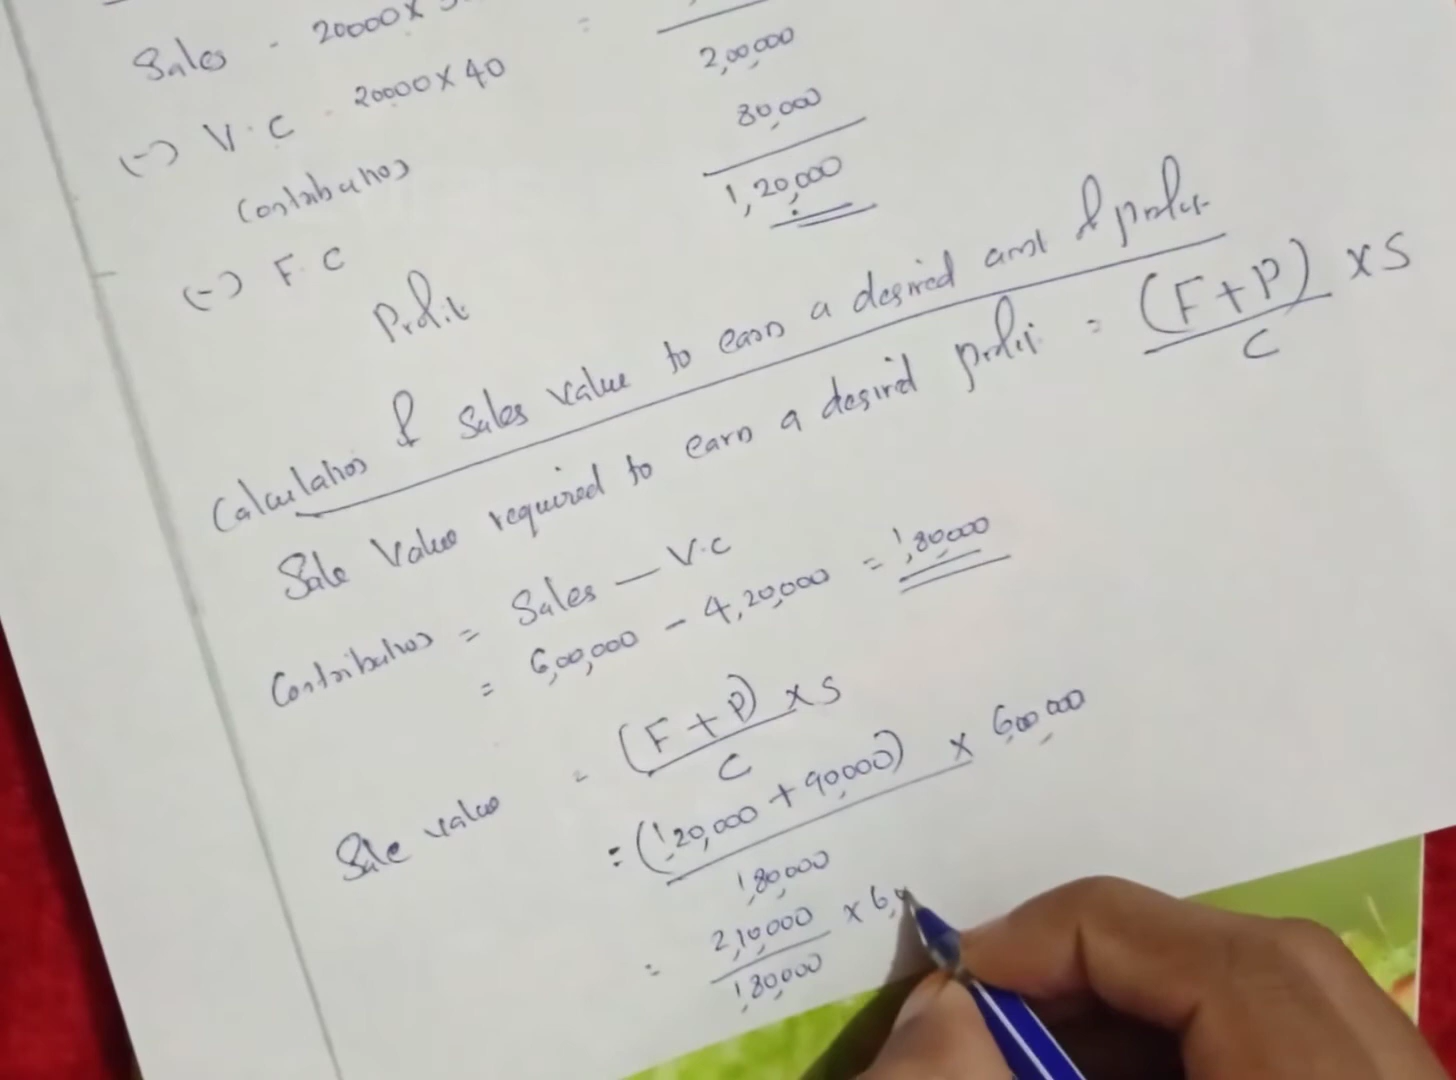 Sales - 20000 X
2,00,000
(-) V.C - 20000 X 40
80,000
Contribution
1,20,000
(-) F.C
Profit
Calculation of Sales value to earn a desired amt of profit
Sale Value required to earn a desired profit = (F+P) X S
C
Contribution = Sales – V.C
= 6,00,000 – 4,20,000 = 1,80,000
Sale value = (F+P) X S
C
= (1,20,000 + 90,000) X 6,00,000
1,80,000
= 2,10,000 X 6,0
1,80,000